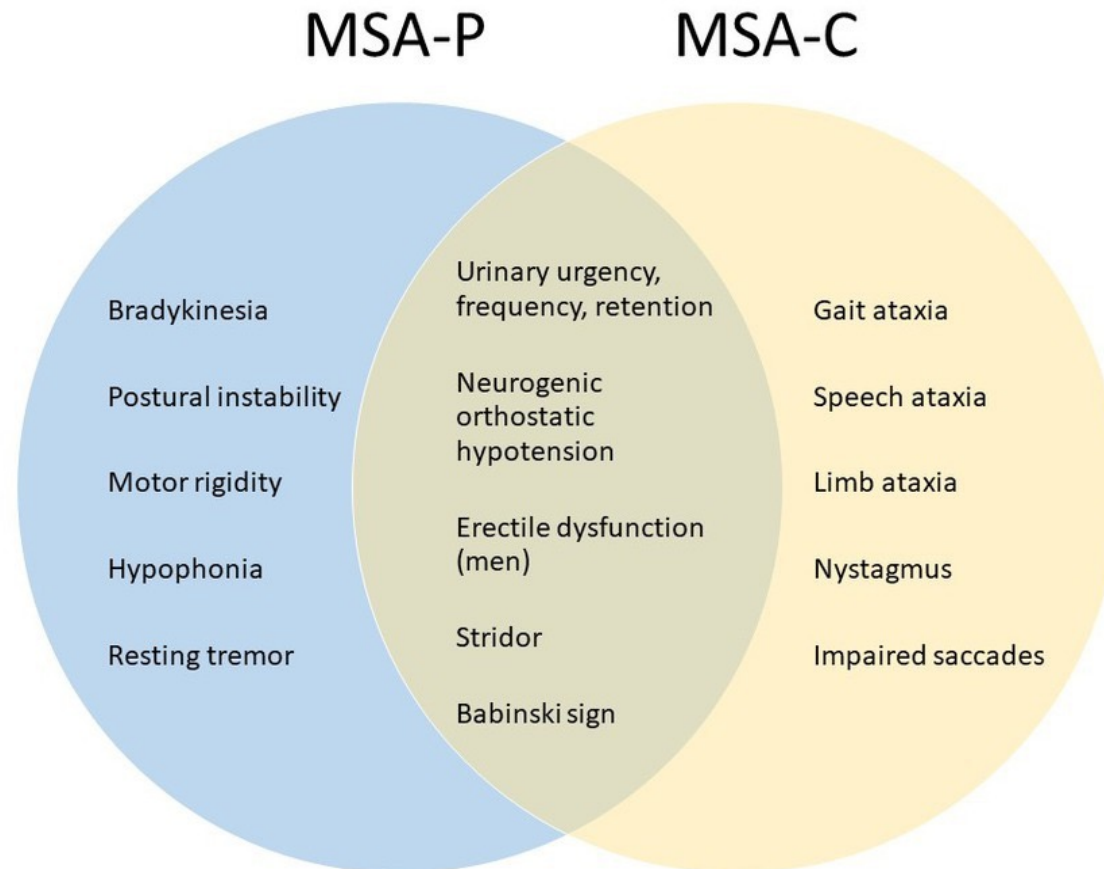 MSA-P
MSA-C
Bradykinesia
Postural instability
Motor rigidity
Hypophonia
Resting tremor
Urinary urgency,
frequency, retention
Neurogenic
orthostatic
hypotension
Erectile dysfunction
(men)
Stridor
Babinski sign
Gait ataxia
Speech ataxia
Limb ataxia
Nystagmus
Impaired saccades